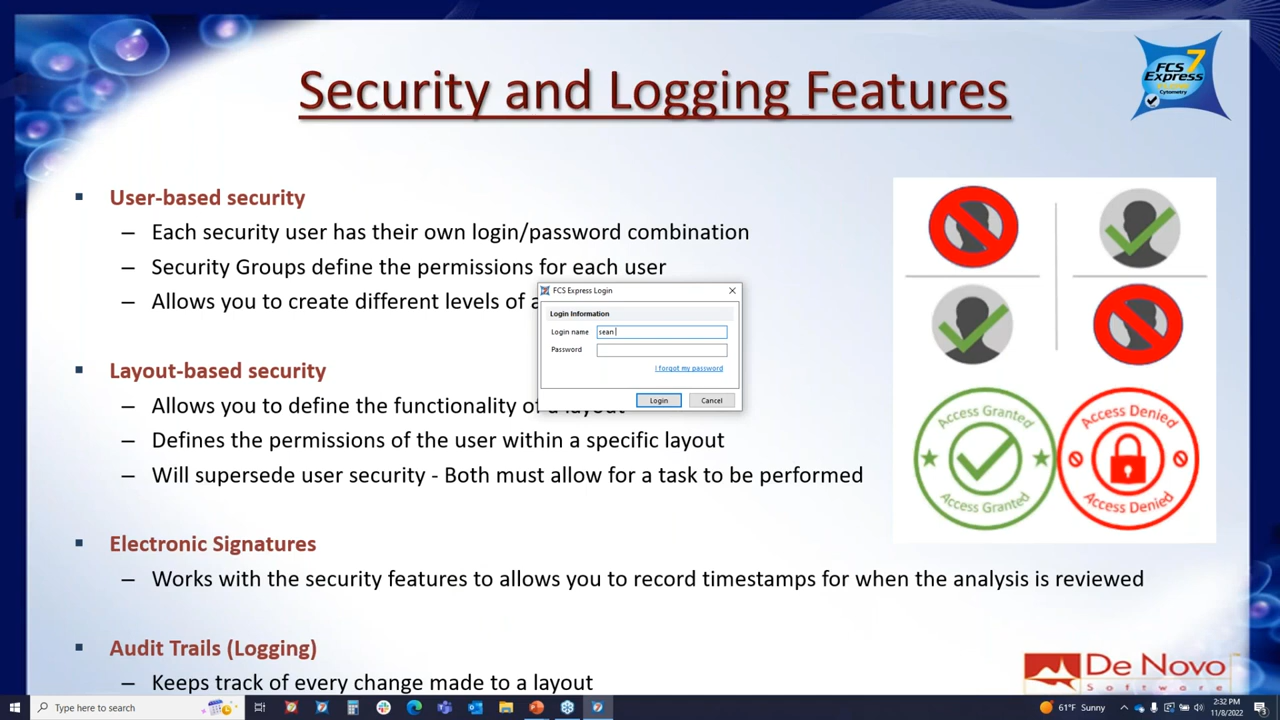 Security and Logging Features
FCS 7
Express
Cytometry
User-based security
– Each security user has their own login/password combination
– Security Groups define the permissions for each user
– Allows you to create different levels of a
FCS Express Login
Login Information
Login name sean
Password
I forgot my password
Login Cancel
Layout-based security
– Allows you to define the functionality of a layout
– Defines the permissions of the user within a specific layout
– Will supersede user security - Both must allow for a task to be performed
Access Granted
Access Granted
Access Denied
Access Denied
Electronic Signatures
– Works with the security features to allows you to record timestamps for when the analysis is reviewed
Audit Trails (Logging)
– Keeps track of every change made to a layout
De Novo
Software
Type here to search
61°F Sunny
2:32 PM
11/8/2022